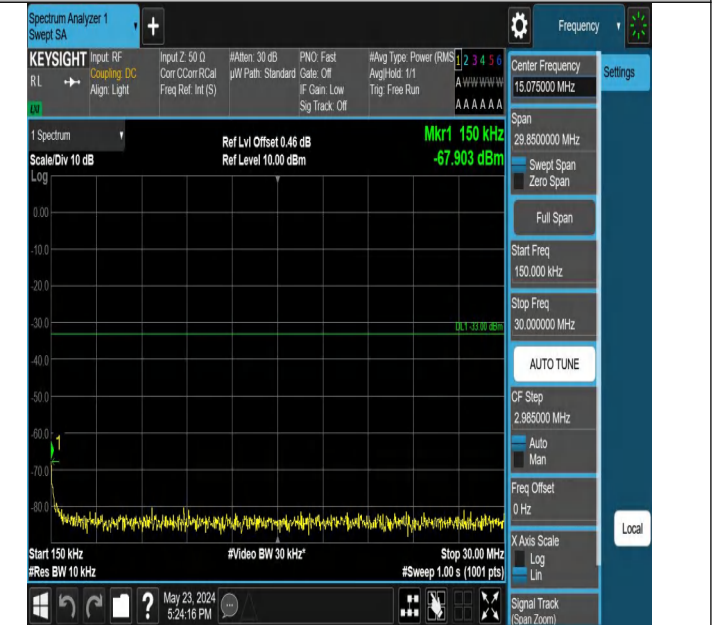 Spectrum Analyzer 1
Swept SA
+
Frequency
KEYSIGHT
RL
LXI
Input: RF
Coupling: DC
Align: Light
Input Z: 50 Ω
Corr CCorr RCal
Freq Ref: Int (S)
#Atten: 30 dB
µW Path: Standard
PNO: Fast
Gate: Off
IF Gain: Low
Sig Track: Off
#Avg Type: Power (RMS
Avg|Hold: 1/1
Trig: Free Run
1 2 3 4 5 6
A W W W W W
A A A A A A
1 Spectrum
Scale/Div 10 dB
Log
Ref Lvl Offset 0.46 dB
Ref Level 10.00 dBm
Mkr1 150 kHz
-67.903 dBm
0.00
-10.0
-20.0
-30.0
DL1 -33.00 dBm
-40.0
-50.0
-60.0
1
-70.0
-80.0
Start 150 kHz
#Res BW 10 kHz
#Video BW 30 kHz*
Stop 30.00 MHz
#Sweep 1.00 s (1001 pts)
Center Frequency
15.075000 MHz
Settings
Span
29.8500000 MHz
Swept Span
Zero Span
Full Span
Start Freq
150.000 kHz
Stop Freq
30.000000 MHz
AUTO TUNE
CF Step
2.985000 MHz
Auto
Man
Freq Offset
0 Hz
X Axis Scale
Log
Lin
Local
Signal Track
(Span Zoom)
?
May 23, 2024
5:24:16 PM